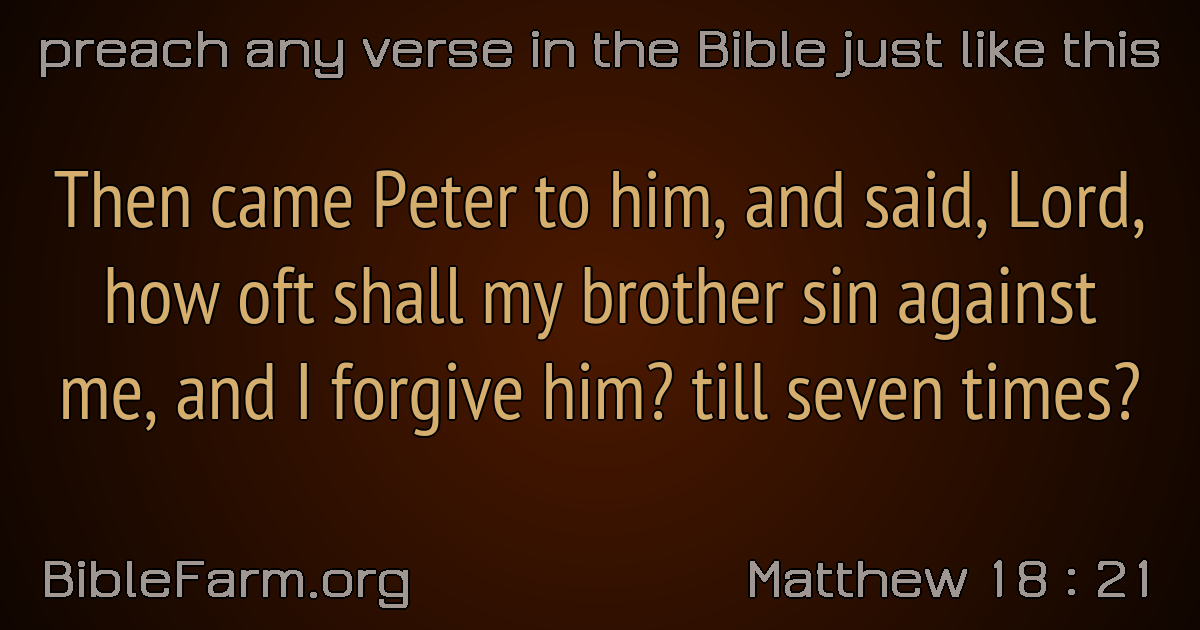 preach any verse in the Bible just like this
Then came Peter to him, and said, Lord,
how oft shall my brother sin against
me, and I forgive him? till seven times?
BibleFarm.org
Matthew 18 : 21